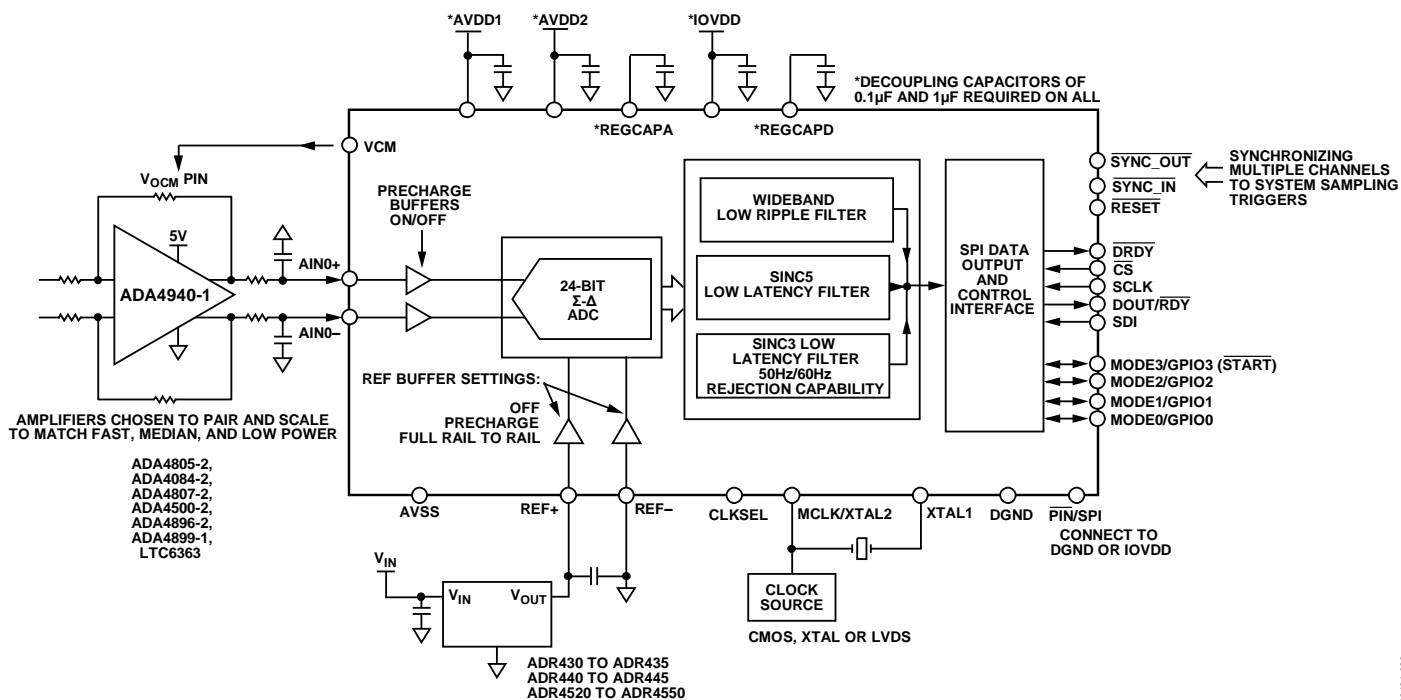 *AVDD1
*AVDD2
*IOVDD
*DECOUPLING CAPACITORS OF
0.1µF AND 1µF REQUIRED ON ALL
*REGCAPA
*REGCAPD
VCM
VOCM PIN
5V
ADA4940-1
AIN0+
AIN0–
AMPLIFIERS CHOSEN TO PAIR AND SCALE
TO MATCH FAST, MEDIAN, AND LOW POWER
ADA4805-2,
ADA4084-2,
ADA4807-2,
ADA4500-2,
ADA4896-2,
ADA4899-1,
LTC6363
PRECHARGE
BUFFERS
ON/OFF
24-BIT
Σ-Δ
ADC
REF BUFFER SETTINGS:
OFF
PRECHARGE
FULL RAIL TO RAIL
WIDEBAND
LOW RIPPLE FILTER
SINC5
LOW LATENCY FILTER
SINC3 LOW
LATENCY FILTER
50Hz/60Hz
REJECTION CAPABILITY
SPI DATA
OUTPUT
AND
CONTROL
INTERFACE
SYNC_OUT
SYNC_IN
RESET
SYNCHRONIZING
MULTIPLE CHANNELS
TO SYSTEM SAMPLING
TRIGGERS
DRDY
CS
SCLK
DOUT/RDY
SDI
MODE3/GPIO3 (START)
MODE2/GPIO2
MODE1/GPIO1
MODE0/GPIO0
AVSS
REF+
REF–
CLKSEL
MCLK/XTAL2
XTAL1
DGND
PIN/SPI
CONNECT TO
DGND OR IOVDD
VIN
VIN
VOUT
ADR430 TO ADR435
ADR440 TO ADR445
ADR4520 TO ADR4550
CLOCK
SOURCE
CMOS, XTAL OR LVDS